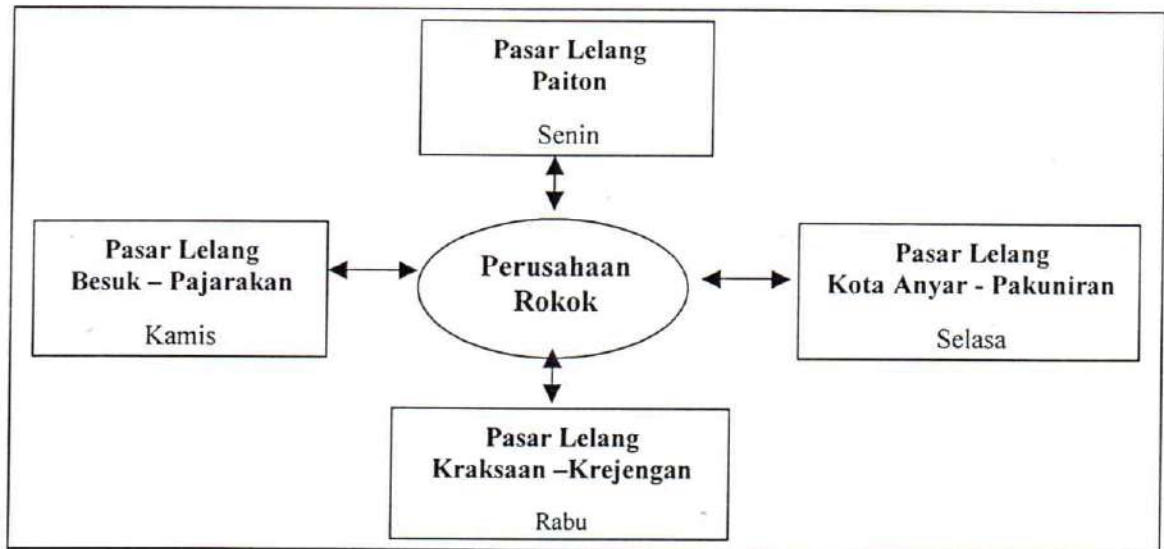 Pasar Lelang
Paiton
Senin
Pasar Lelang
Besuk – Pajarakan
Kamis
Perusahaan
Rokok
Pasar Lelang
Kota Anyar - Pakuniran
Selasa
Pasar Lelang
Kraksaan –Krejengan
Rabu